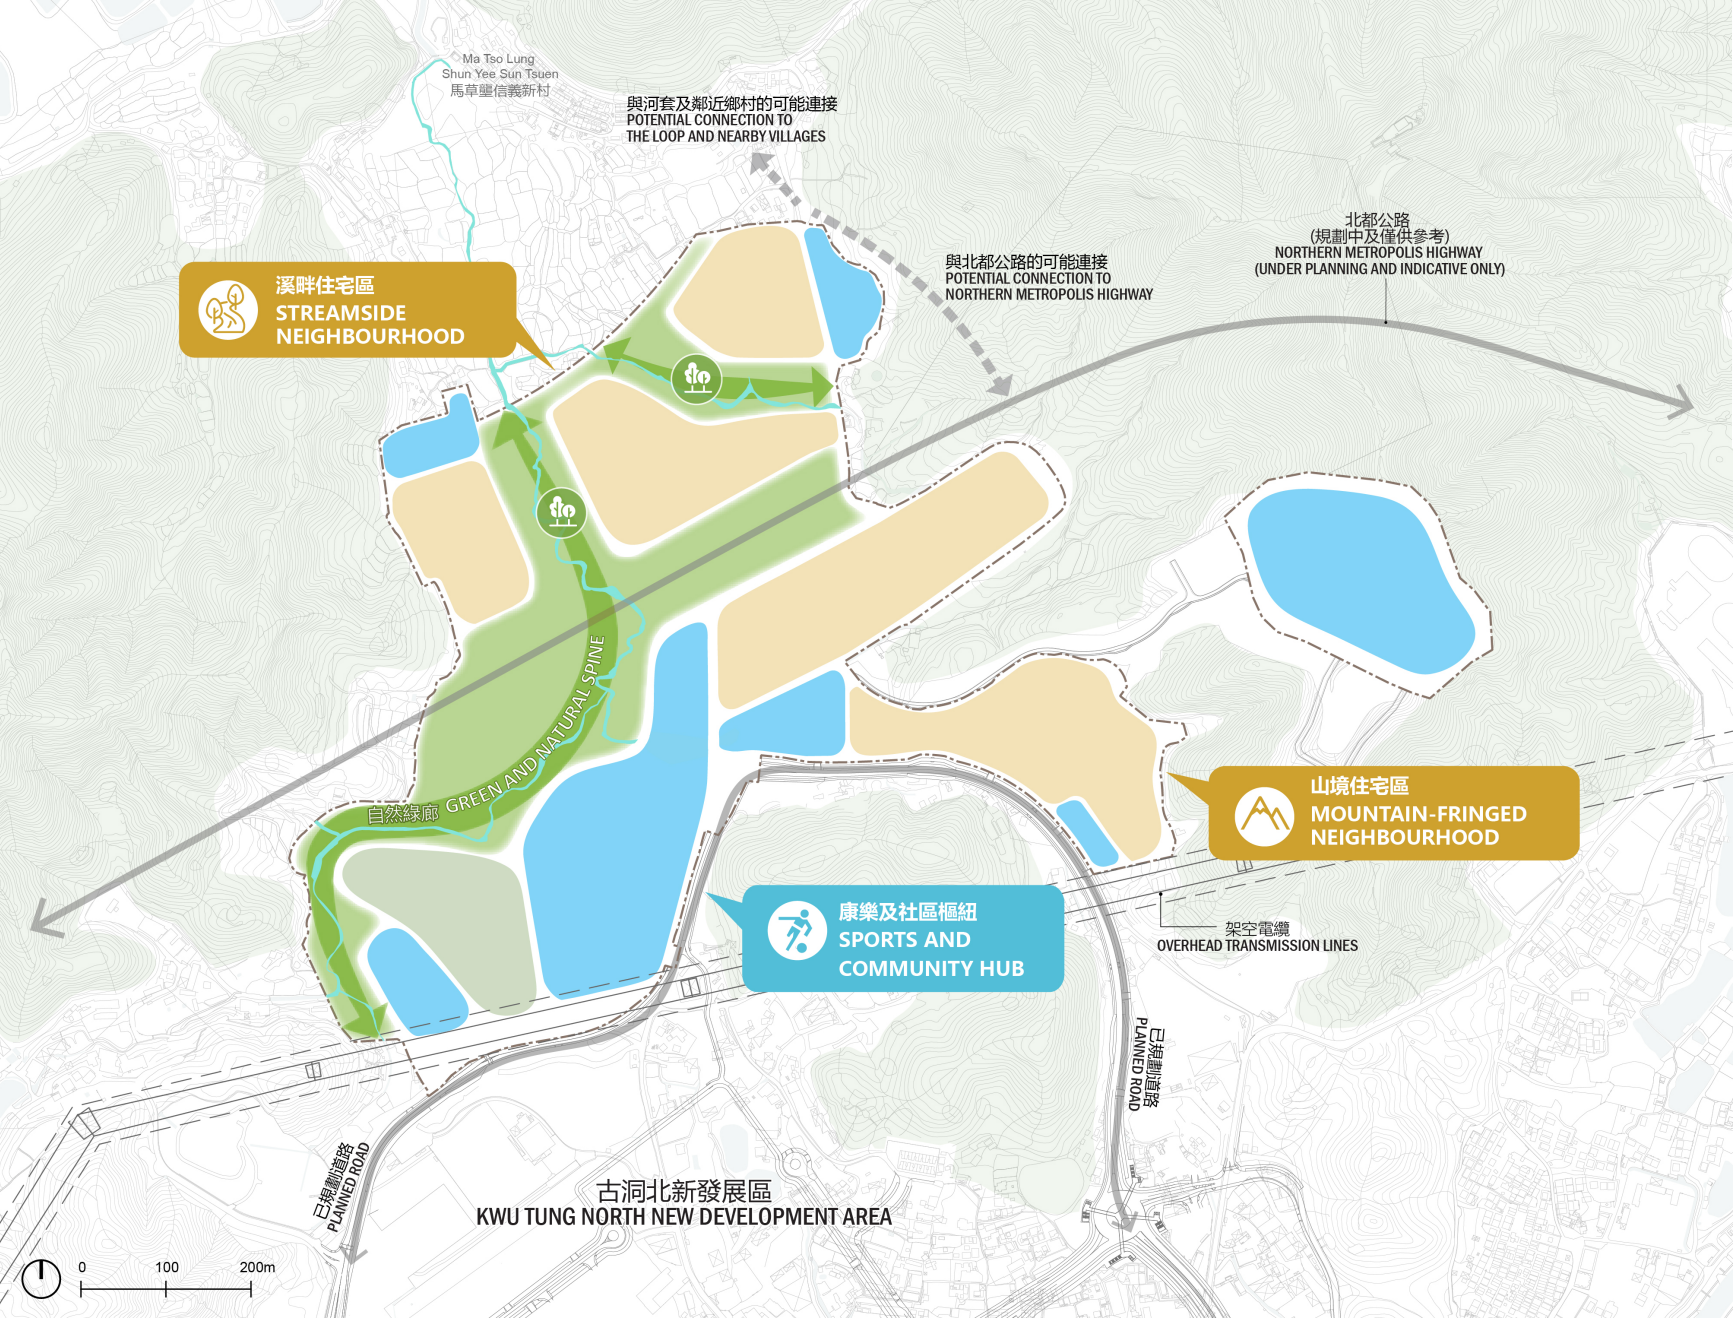 Ma Tso Lung
Shun Yee Sun Tsuen
馬草壟信義新村
與河套及鄰近鄉村的可能連接
POTENTIAL CONNECTION TO
THE LOOP AND NEARBY VILLAGES
北都公路
(規劃中及僅供參考)
NORTHERN METROPOLIS HIGHWAY
(UNDER PLANNING AND INDICATIVE ONLY)
與北都公路的可能連接
POTENTIAL CONNECTION TO
NORTHERN METROPOLIS HIGHWAY
溪畔住宅區
STREAMSIDE
NEIGHBOURHOOD
自然綠廊 GREEN AND NATURAL SPINE
山境住宅區
MOUNTAIN-FRINGED
NEIGHBOURHOOD
康樂及社區樞紐
SPORTS AND
COMMUNITY HUB
架空電纜
OVERHEAD TRANSMISSION LINES
已規劃道路
PLANNED ROAD
已規劃道路
PLANNED ROAD
古洞北新發展區
KWU TUNG NORTH NEW DEVELOPMENT AREA
0 100 200m